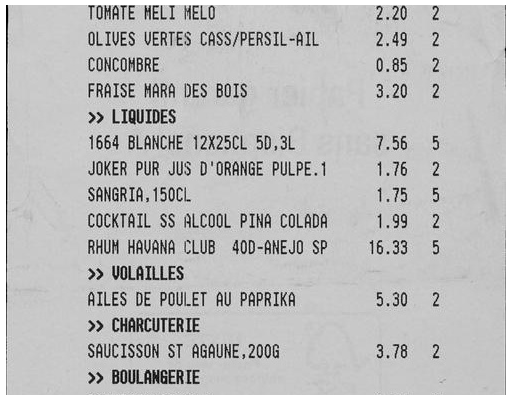 TOMATE MELI MELO 2.20 2
OLIVES VERTES CASS/PERSIL-AIL 2.49 2
CONCOMBRE 0.85 2
FRAISE MARA DES BOIS 3.20 2
>> LIQUIDES
1664 BLANCHE 12X25CL 5D,3L 7.56 5
JOKER PUR JUS D'ORANGE PULPE.1 1.76 2
SANGRIA,150CL 1.75 5
COCKTAIL SS ALCOOL PINA COLADA 1.99 2
RHUM HAVANA CLUB 40D-ANEJO SP 16.33 5
>> VOLAILLES
AILES DE POULET AU PAPRIKA 5.30 2
>> CHARCUTERIE
SAUCISSON ST AGAUNE,200G 3.78 2
>> BOULANGERIE